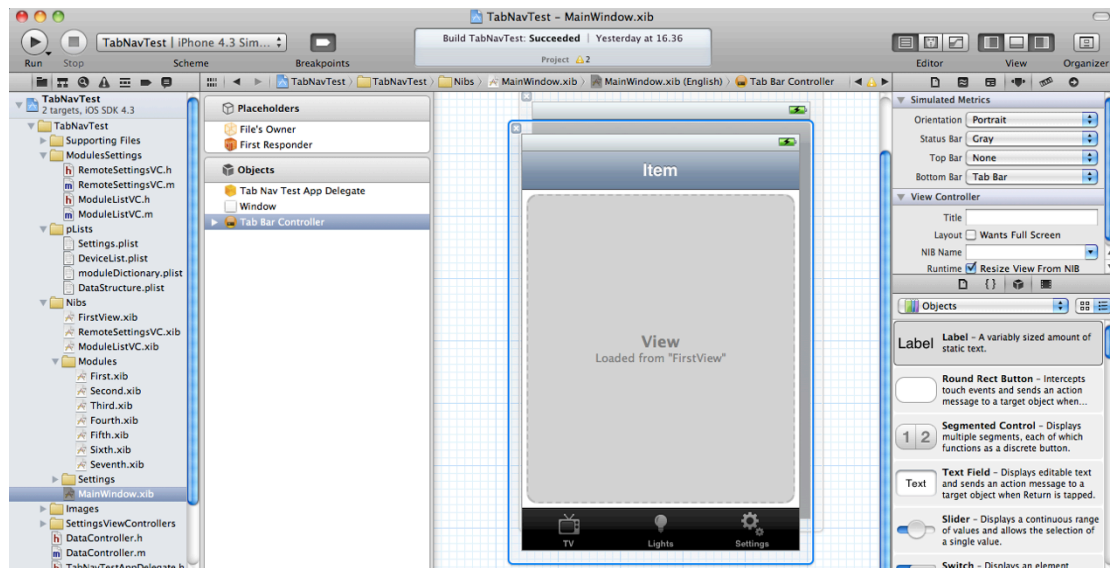 TabNavTest – MainWindow.xib
TabNavTest | iPhone 4.3 Sim...
Build TabNavTest: Succeeded | Yesterday at 16.36
Project 2
Run
Stop
Scheme
Breakpoints
Editor
View
Organizer
TabNavTest
TabNavTest
Nibs
MainWindow.xib
MainWindow.xib (English)
Tab Bar Controller
TabNavTest
2 targets, iOS SDK 4.3
TabNavTest
Supporting Files
ModulesSettings
h RemoteSettingsVC.h
m RemoteSettingsVC.m
h ModuleListVC.h
m ModuleListVC.m
pLists
Settings.plist
DeviceList.plist
moduleDictionary.plist
DataStructure.plist
Nibs
FirstView.xib
RemoteSettingsVC.xib
ModuleListVC.xib
Modules
First.xib
Second.xib
Third.xib
Fourth.xib
Fifth.xib
Sixth.xib
Seventh.xib
Settings
MainWindow.xib
Images
SettingsViewControllers
h DataController.h
m DataController.m
h TabNavTestAppDelegate.h
Placeholders
File's Owner
First Responder
Objects
Tab Nav Test App Delegate
Window
Tab Bar Controller
Item
View
Loaded from "FirstView"
TV
Lights
Settings
Simulated Metrics
Orientation Portrait
Status Bar Gray
Top Bar None
Bottom Bar Tab Bar
View Controller
Title
Layout Wants Full Screen
NIB Name
Runtime Resize View From NIB
{}
Objects
Label
Label – A variably sized amount of
static text.
Round Rect Button – Intercepts
touch events and sends an action
message to a target object when...
1 2
Segmented Control – Displays
multiple segments, each of which
functions as a discrete button.
Text
Text Field – Displays editable text
and sends an action message to a
target object when Return is tapped.
Slider – Displays a continuous range
of values and allows the selection of
a single value.
Switch – Displays an element